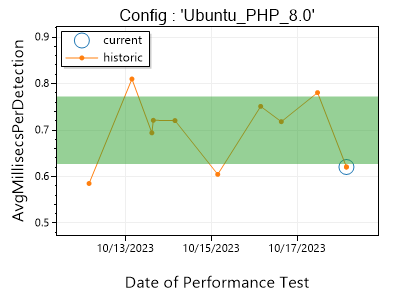 Config : 'Ubuntu_PHP_8.0'
current
historic
AvgMillisecsPerDetection
0.9
0.8
0.7
0.6
0.5
10/13/2023 10/15/2023 10/17/2023
Date of Performance Test